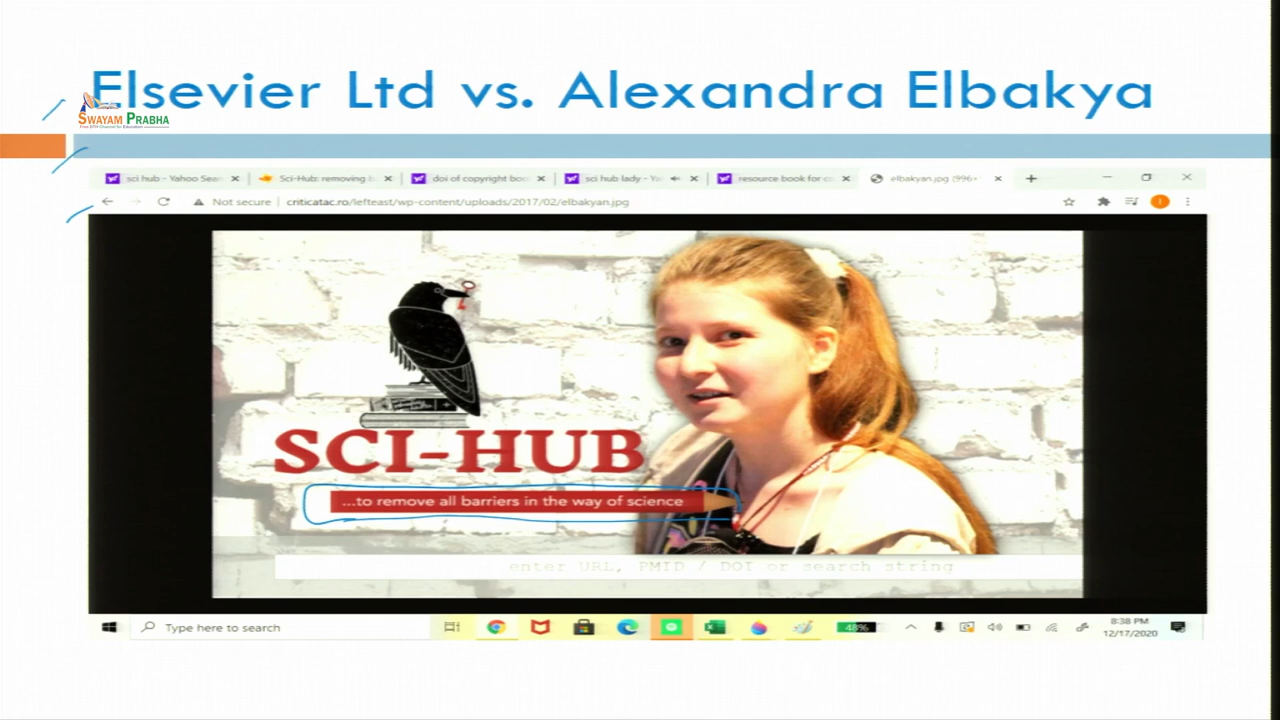 Elsevier Ltd vs. Alexandra Elbakya
SWAYAM PRABHA
sci hub - Yahoo Sear
Sci-Hub: removing b
doi of copyright boo
sci hub lady - Ya
resource book for co
elbakyan.jpg (996×
Not secure
criticatac.ro/lefteast/wp-content/uploads/2017/02/elbakyan.jpg
SCI-HUB
...to remove all barriers in the way of science
enter URL, PMID / DOI or search string
Type here to search
48%
8:38 PM
12/17/2020